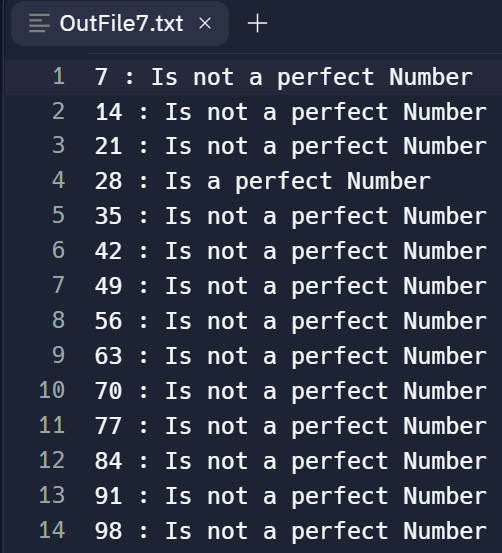 OutFile7.txt × +
1 7 : Is not a perfect Number
2 14 : Is not a perfect Number
3 21 : Is not a perfect Number
4 28 : Is a perfect Number
5 35 : Is not a perfect Number
6 42 : Is not a perfect Number
7 49 : Is not a perfect Number
8 56 : Is not a perfect Number
9 63 : Is not a perfect Number
10 70 : Is not a perfect Number
11 77 : Is not a perfect Number
12 84 : Is not a perfect Number
13 91 : Is not a perfect Number
14 98 : Is not a perfect Number